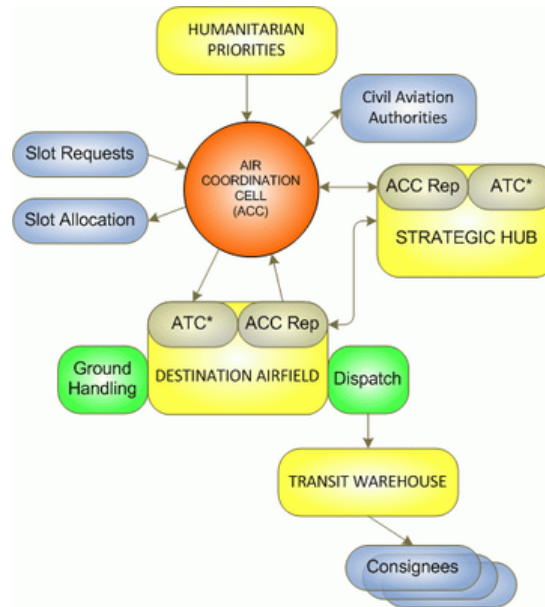 HUMANITARIAN
PRIORITIES
Civil Aviation
Authorities
Slot Requests
AIR
COORDINATION
CELL
(ACC)
ACC Rep
ATC*
Slot Allocation
STRATEGIC HUB
ATC*
ACC Rep
Ground
Handling
DESTINATION AIRFIELD
Dispatch
TRANSIT WAREHOUSE
Consignees